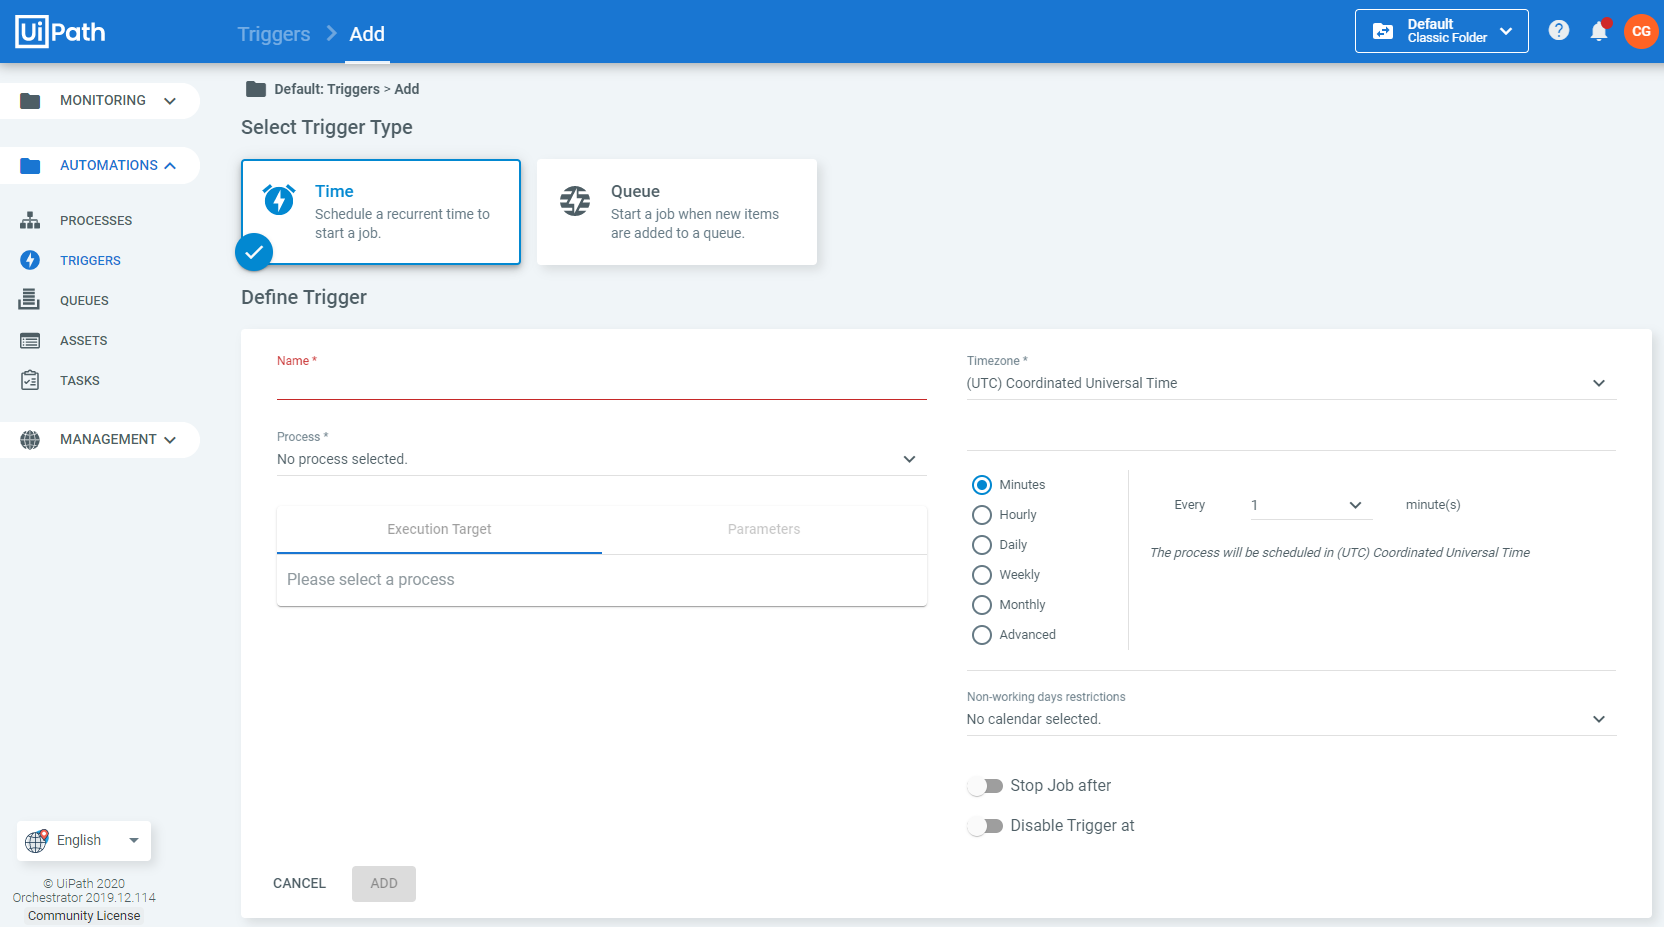 UiPath
Triggers > Add
Default
Classic Folder
?
CG
MONITORING
AUTOMATIONS
PROCESSES
TRIGGERS
QUEUES
ASSETS
TASKS
MANAGEMENT
English
© UiPath 2020
Orchestrator 2019.12.114
Community License
Default: Triggers > Add
Select Trigger Type
Time
Schedule a recurrent time to
start a job.
Queue
Start a job when new items
are added to a queue.
Define Trigger
Name *
Process *
No process selected.
Execution Target
Parameters
Please select a process
Timezone *
(UTC) Coordinated Universal Time
Minutes
Hourly
Daily
Weekly
Monthly
Advanced
Every 1 minute(s)
The process will be scheduled in (UTC) Coordinated Universal Time
Non-working days restrictions
No calendar selected.
Stop Job after
Disable Trigger at
CANCEL
ADD